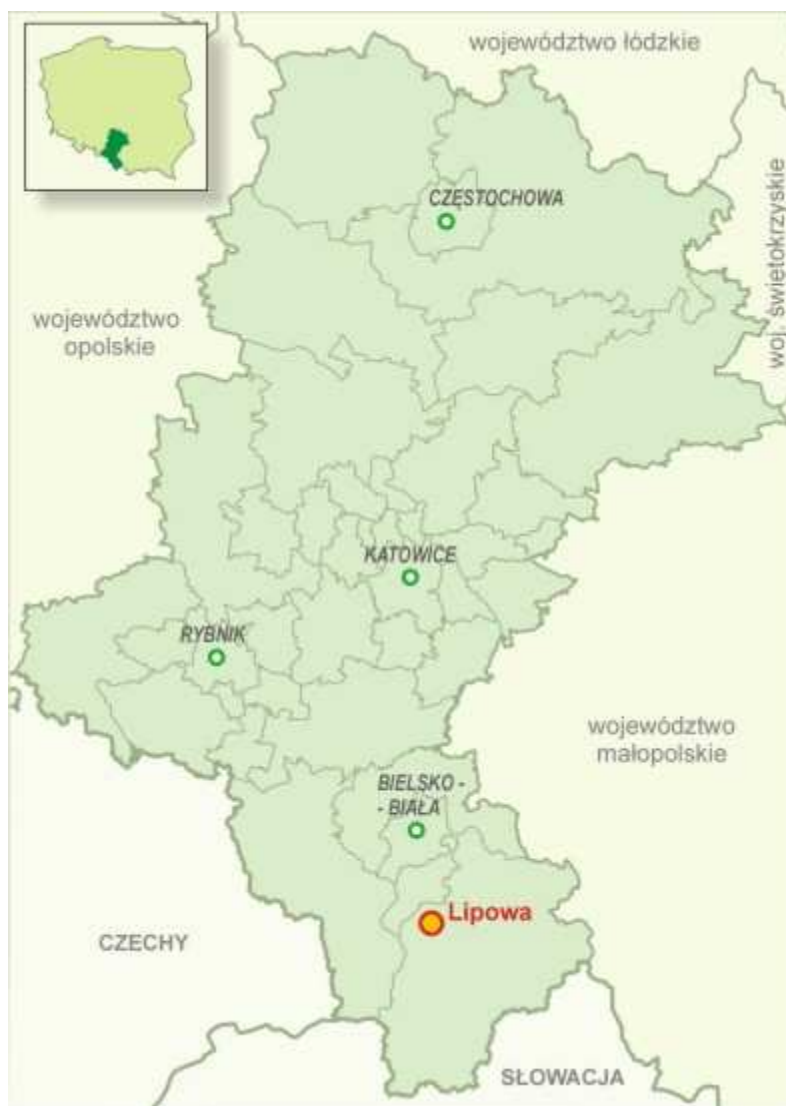 województwo łódzkie
CZĘSTOCHOWA
woj. świętokrzyskie
województwo
opolskie
KATOWICE
RYBNIK
województwo
małopolskie
BIELSKO -
- BIAŁA
Lipowa
CZECHY
SŁOWACJA